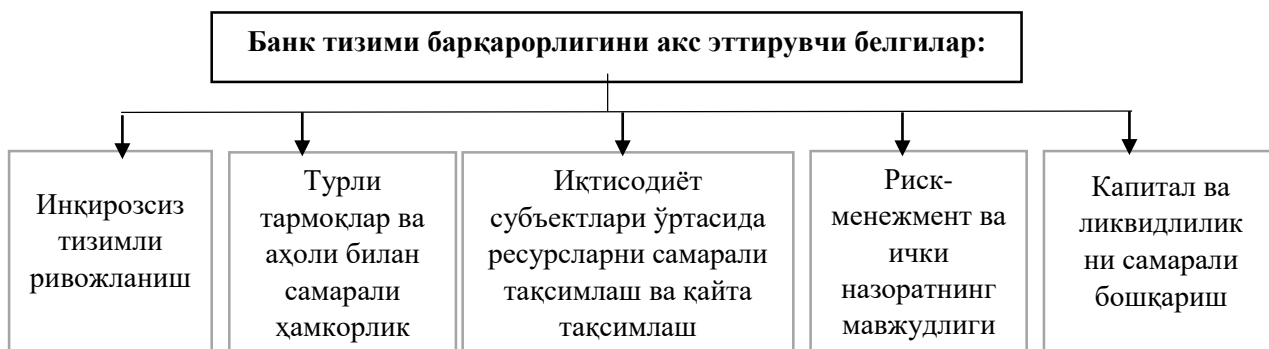 Банк тизими барқарорлигини акс эттирувчи белгилар:
Инқирозсиз
тизимли
ривожланиш
Турли
тармоқлар ва
аҳоли билан
самарали
ҳамкорлик
Иқтисодиёт
субъектлари ўртасида
ресурсларни самарали
тақсимлаш ва қайта
тақсимлаш
Риск-
менежмент ва
ички
назоратнинг
мавжудлиги
Капитал ва
ликвидлилик
ни самарали
бошқариш